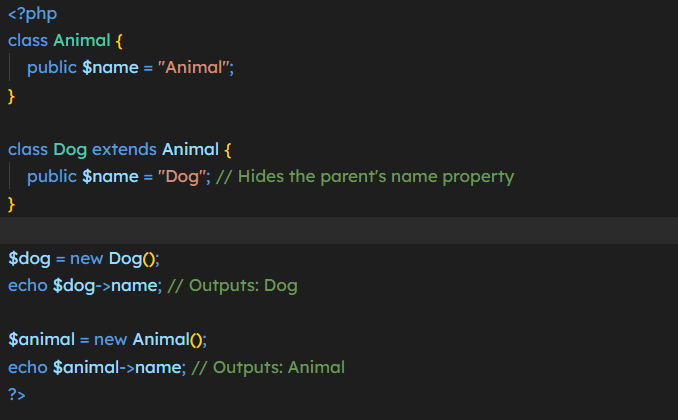 <?php
class Animal {
public $name = "Animal";
}
class Dog extends Animal {
public $name = "Dog"; // Hides the parent's name property
}
$dog = new Dog();
echo $dog->name; // Outputs: Dog
$animal = new Animal();
echo $animal->name; // Outputs: Animal
?>